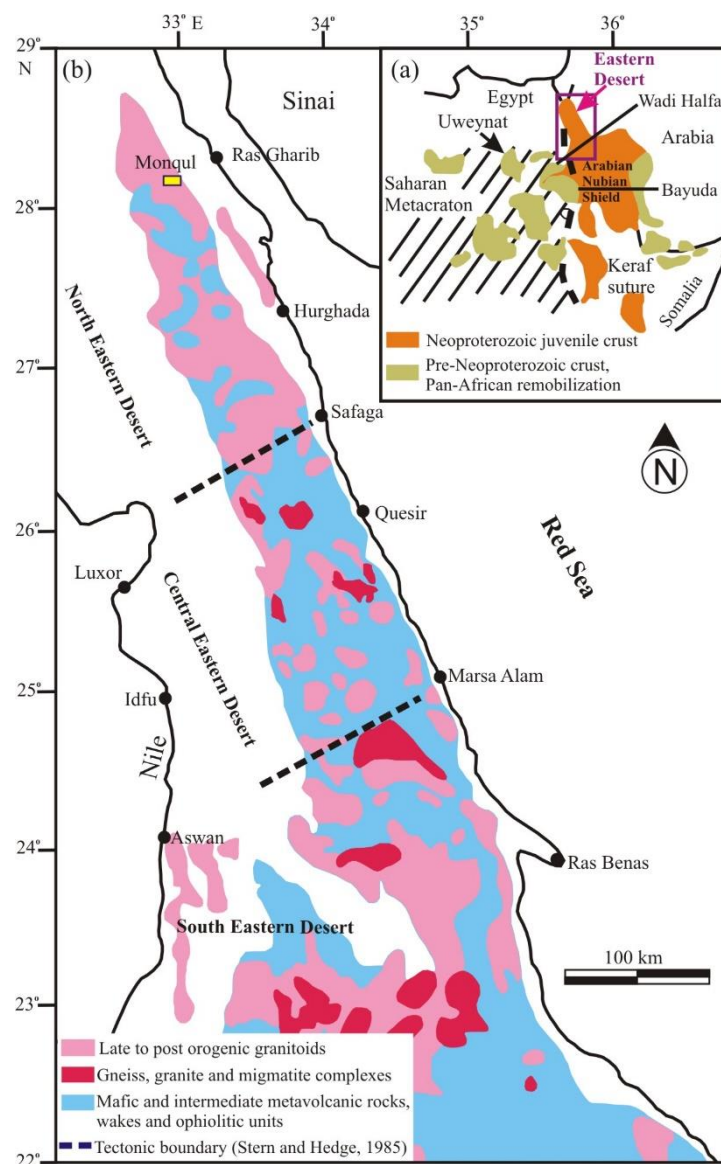 33° E
34°
35°
36°
29°
N
(b)
Sinai
(a)
Eastern
Desert
Egypt
Wadi Halfa
Uweynat
Arabia
Monqul
Ras Gharib
Saharan
Metacraton
Arabian
Nubian
Shield
Bayuda
28°
Keraf
suture
Somalia
Hurghada
Neoproterozoic juvenile crust
Pre-Neoproterozoic crust,
Pan-African remobilization
North Eastern Desert
27°
Safaga
N
26°
Quesir
Red Sea
Luxor
Central Eastern Desert
Marsa Alam
25°
Idfu
Nile
24°
Aswan
Ras Benas
South Eastern Desert
100 km
23°
Late to post orogenic granitoids
Gneiss, granite and migmatite complexes
Mafic and intermediate metavolcanic rocks,
wakes and ophiolitic units
Tectonic boundary (Stern and Hedge, 1985)
22°